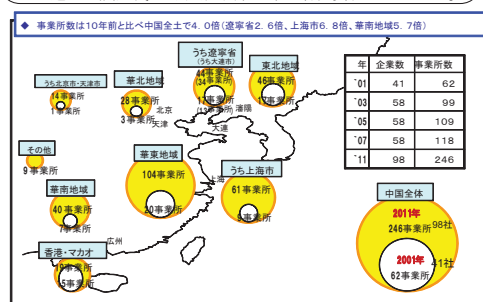 ◆ 事業所数は10年前と比べ中国全土で4.0倍(遼寧省2.6倍、上海市6.8倍、華南地域5.7倍)
うち遼寧省
(うち大連市)
44事業所
(34事業所)
17事業所
(13事業所)
瀋陽
大連
東北地域
46事業所
17事業所
うち北京市・天津市
14事業所
1事業所
華北地域
28事業所
3事業所
北京
天津
年 企業数 事業所数
`01 41 62
`03 58 99
`05 58 109
`07 58 118
`11 98 246
その他
9事業所
華東地域
104事業所
20事業所
上海
うち上海市
61事業所
9事業所
華南地域
40事業所
7事業所
広州
香港・マカオ
19事業所
15事業所
中国全体
2011年
246事業所
98社
2001年
41社
62事業所